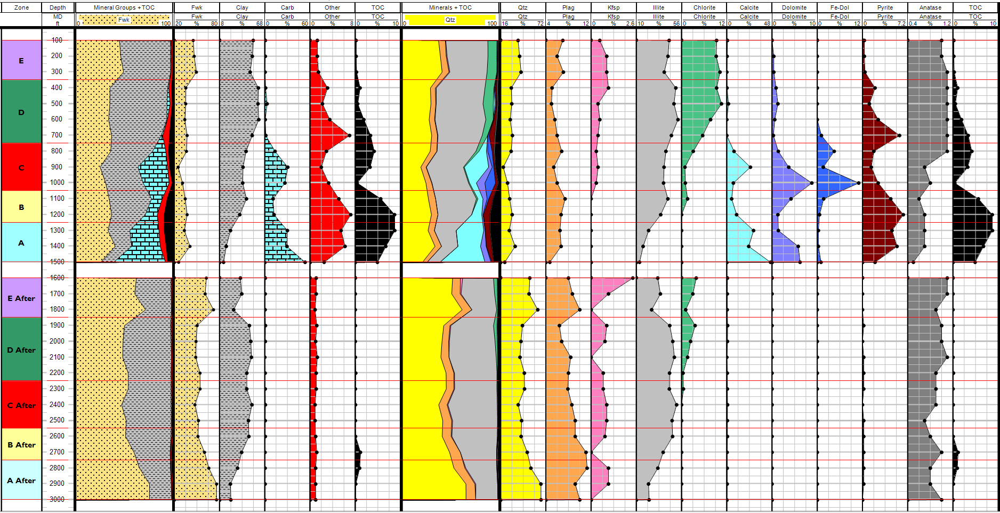 Zone Depth Mineral Groups + TOC Fwk Clay Carb Other TOC Minerals + TOC Qtz Plag Kfsp Illite Chlorite Calcite Dolomite Fe-Dol Pyrite Anatase TOC
MD Fwk Fwk Clay Carb Other TOC Qtz Qtz Plag Kfsp Illite Chlorite Calcite Dolomite Fe-Dol Pyrite Anatase TOC
ft 0 100 20 % 80 8 % 68 0 % 60 0 % 8 0 % 10 0 100 16 % 72 4 % 12 0 % 2.6 10 % 56 0 % 12 0 % 48 0 % 10 0 % 12 0 % 7.2 0.4 % 1.2 0 % 10
100
E
200
300
400
D
500
600
700
800
C
900
1000
1100
B
1200
1300
A
1400
1500
1600
E After
1700
1800
1900
2000
D After
2100
2200
2300
C After
2400
2500
2600
B After
2700
2800
A After
2900
3000